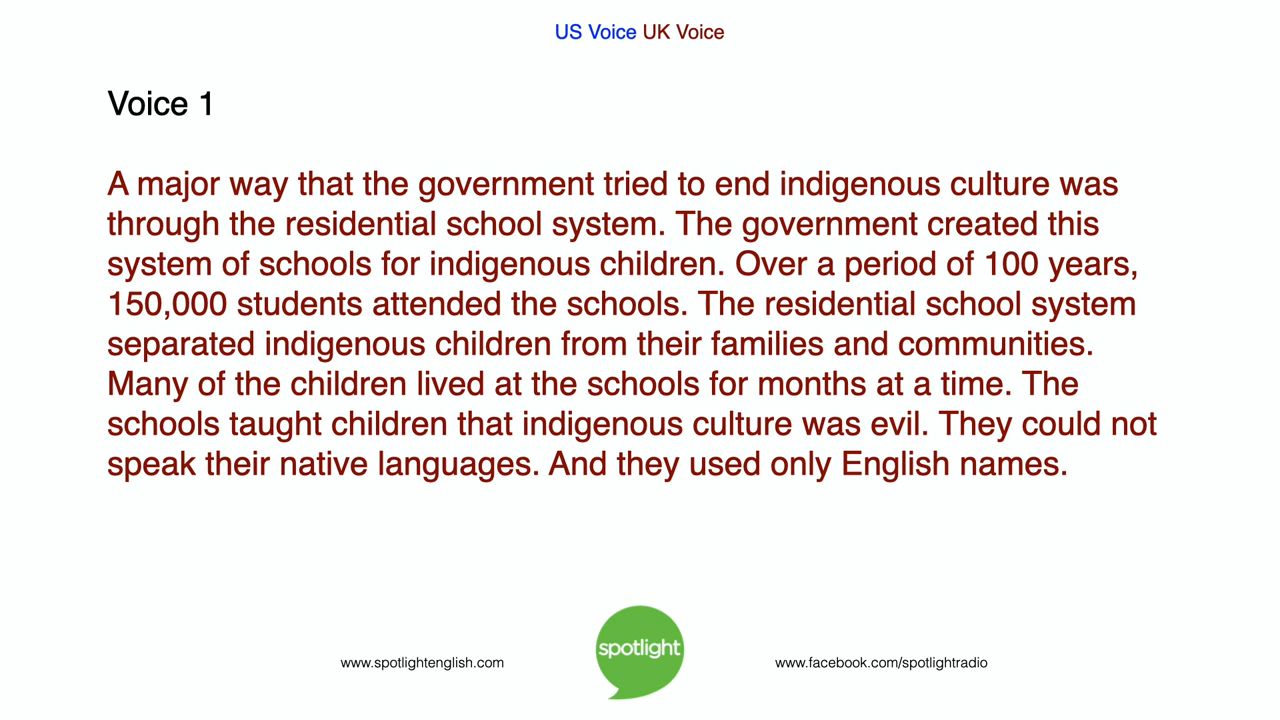 US Voice UK Voice
Voice 1
A major way that the government tried to end indigenous culture was
through the residential school system. The government created this
system of schools for indigenous children. Over a period of 100 years,
150,000 students attended the schools. The residential school system
separated indigenous children from their families and communities.
Many of the children lived at the schools for months at a time. The
schools taught children that indigenous culture was evil. They could not
speak their native languages. And they used only English names.
www.spotlightenglish.com
spotlight
www.facebook.com/spotlightradio